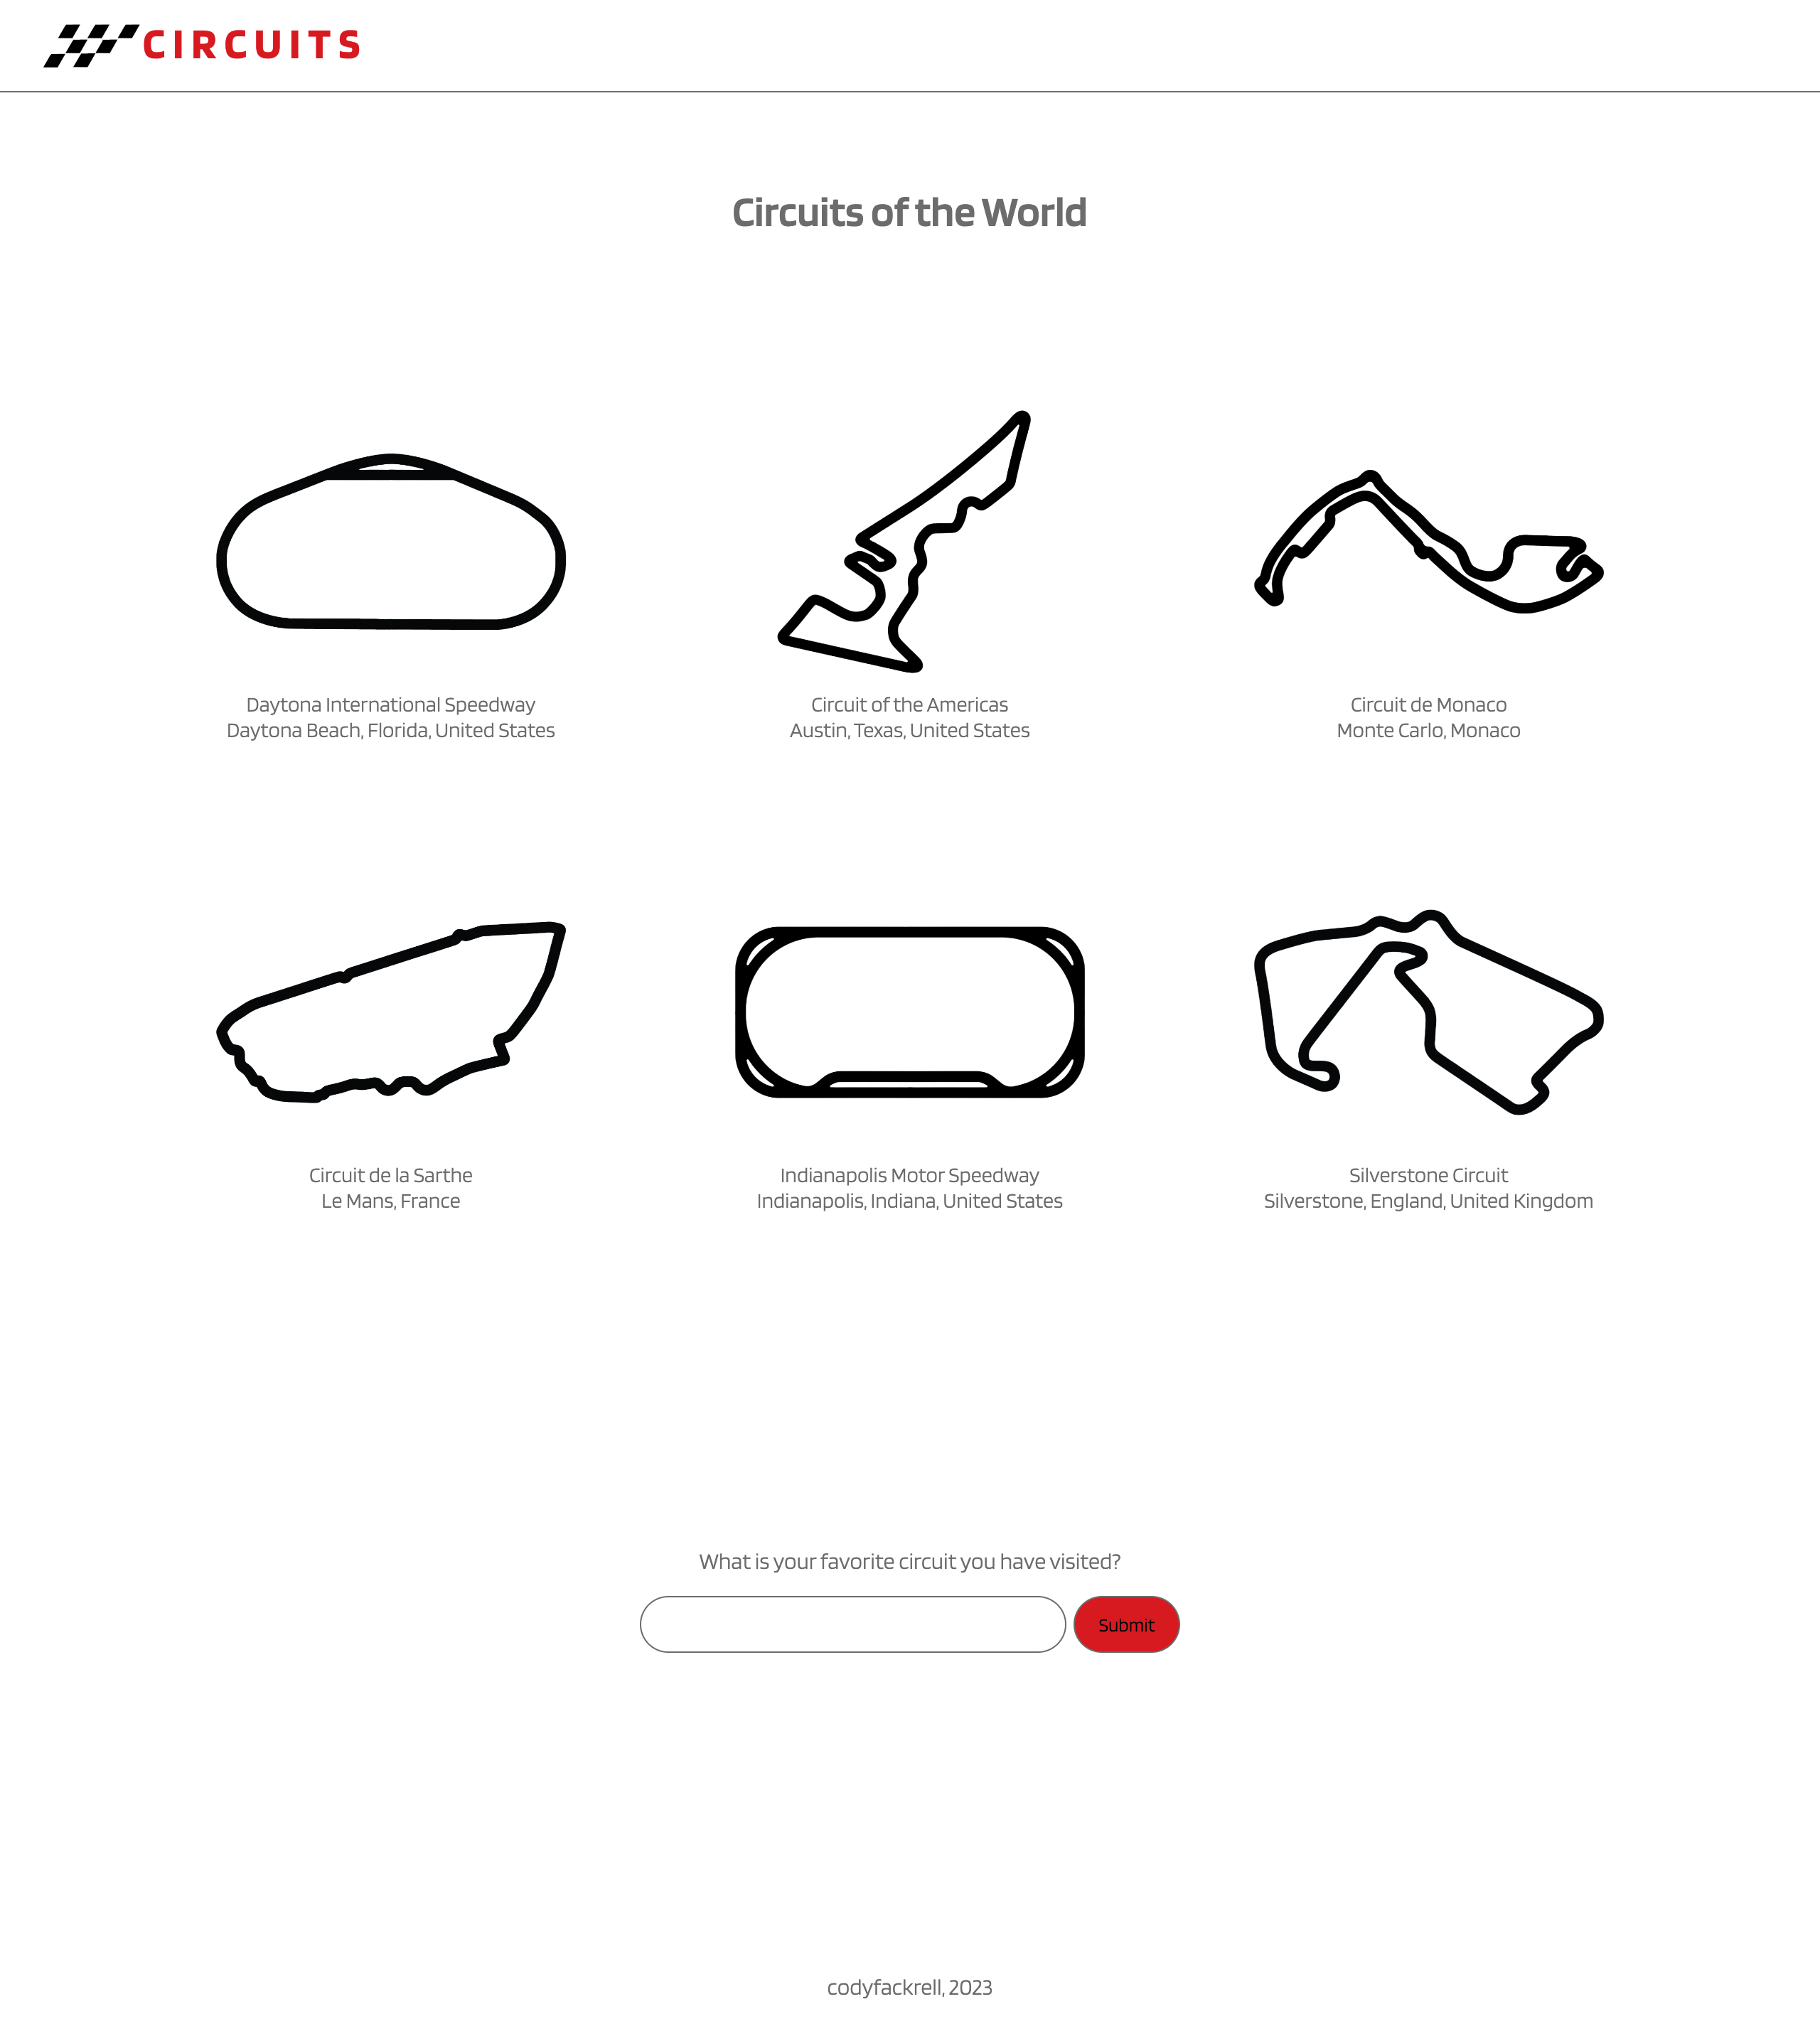 CIRCUITS
Circuits of the World
Daytona International Speedway
Daytona Beach, Florida, United States
Circuit of the Americas
Austin, Texas, United States
Circuit de Monaco
Monte Carlo, Monaco
Circuit de la Sarthe
Le Mans, France
Indianapolis Motor Speedway
Indianapolis, Indiana, United States
Silverstone Circuit
Silverstone, England, United Kingdom
What is your favorite circuit you have visited?
Submit
codyfackrell, 2023